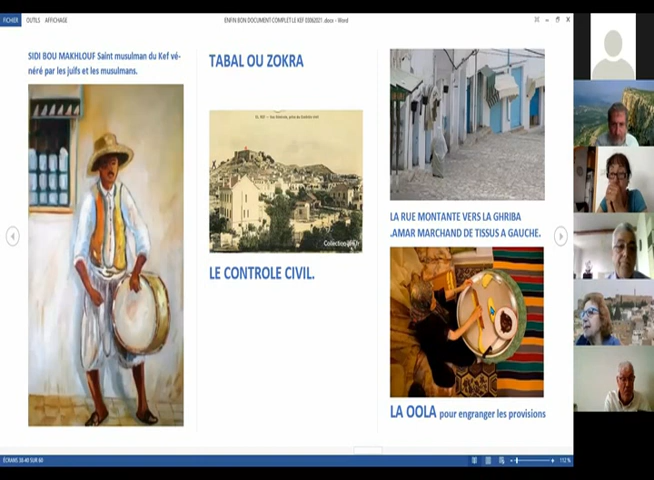 FICHIER OUTILS AFFICHAGE
ENFIN BON DOCUMENT COMPLET LE KEF 03062021 .docx - Word
SIDI BOU MAKHLOUF Saint musulman du Kef vé-
néré par les juifs et les musulmans.
TABAL OU ZOKRA
Collection
LE CONTROLE CIVIL.
LA RUE MONTANTE VERS LA GHRIBA
.AMAR MARCHAND DE TISSUS A GAUCHE.
LA OOLA pour engranger les provisions
ÉCRANS 38-40 SUR 60
112 %